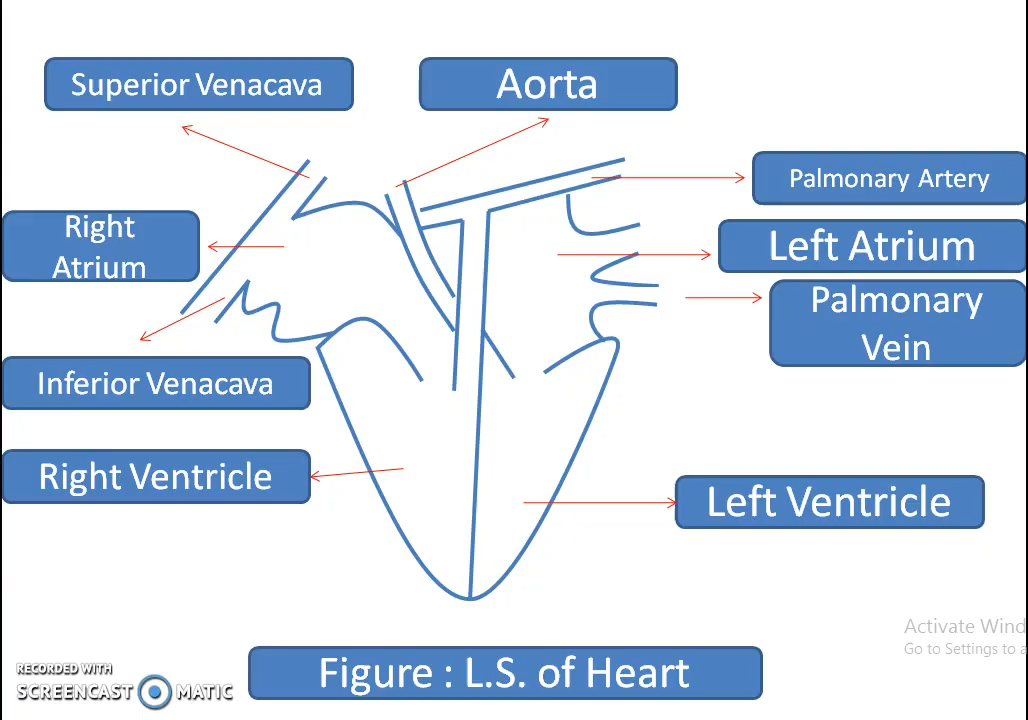 Superior Venacava
Aorta
Palmonary Artery
Right
Atrium
Left Atrium
Palmonary
Vein
Inferior Venacava
Right Ventricle
Left Ventricle
Activate Wind
Go to Settings to a
Figure : L.S. of Heart
RECORDED WITH
SCREENCAST MATIC